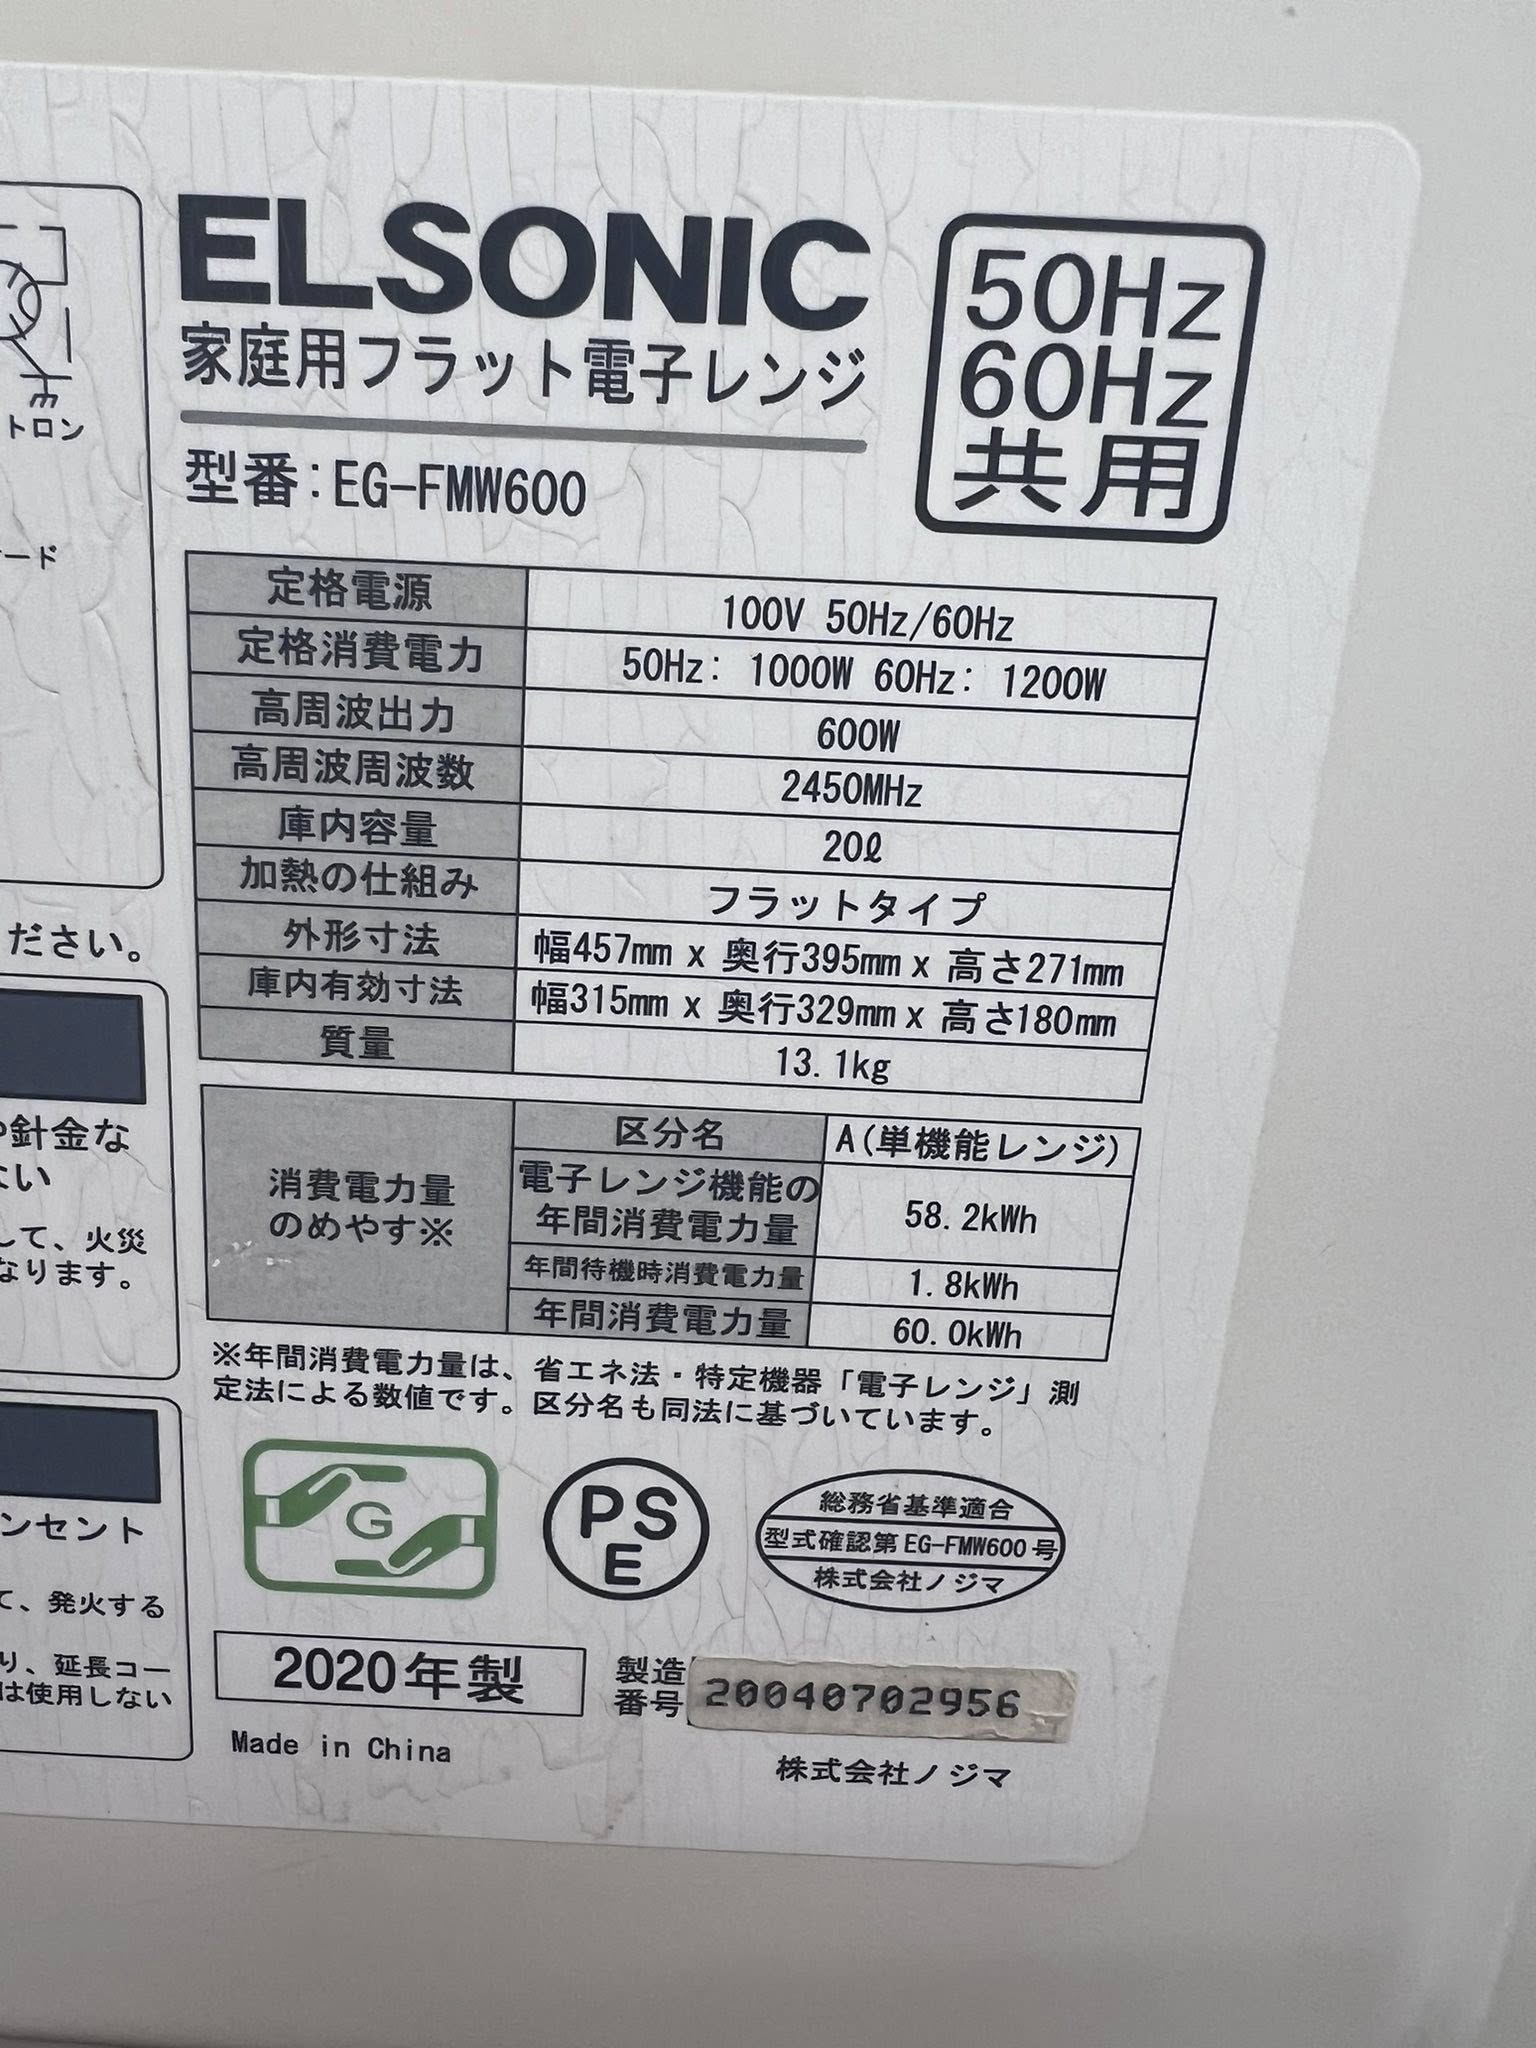 ELSONIC
家庭用フラット電子レンジ
型番:EG-FMW600
50Hz
60Hz
共用
定格電源 100V 50Hz/60Hz
定格消費電力 50Hz: 1000W 60Hz: 1200W
高周波出力 600W
高周波周波数 2450MHz
庫内容量 20ℓ
加熱の仕組み フラットタイプ
外形寸法 幅457mm x 奥行395mm x 高さ271mm
庫内有効寸法 幅315mm x 奥行329mm x 高さ180mm
質量 13.1kg
消費電力量
のめやす※
区分名 A(単機能レンジ)
電子レンジ機能の
年間消費電力量 58.2kWh
年間待機時消費電力量 1.8kWh
年間消費電力量 60.0kWh
※年間消費電力量は、省エネ法・特定機器「電子レンジ」測
定法による数値です。区分名も同法に基づいています。
G
PS
E
総務省基準適合
型式確認第 EG-FMW600 号
株式会社ノジマ
2020年製
製造
番号 20040702956
Made in China
株式会社ノジマ
トロン
ード
ださい。
針金な
い
して、火災
なります。
ンセント
て、発火する
り、延長コー
は使用しない